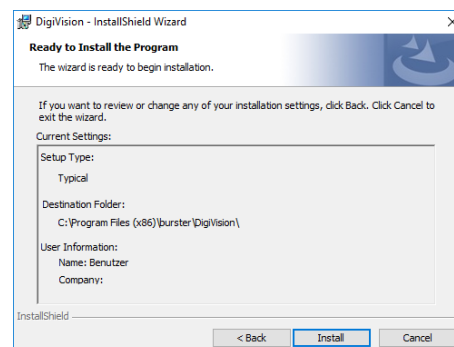 DigiVision - InstallShield Wizard
Ready to Install the Program
The wizard is ready to begin installation.
If you want to review or change any of your installation settings, click Back. Click Cancel to
exit the wizard.
Current Settings:
Setup Type:
Typical
Destination Folder:
C:\Program Files (x86)\burster\DigiVision\
User Information:
Name: Benutzer
Company:
InstallShield
< Back
Install
Cancel